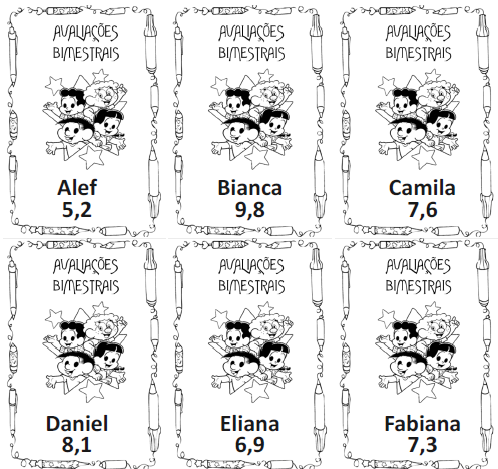 AVALIAÇÕES
BIMESTRAIS
Alef
5,2
AVALIAÇÕES
BIMESTRAIS
Bianca
9,8
AVALIAÇÕES
BIMESTRAIS
Camila
7,6
AVALIAÇÕES
BIMESTRAIS
Daniel
8,1
AVALIAÇÕES
BIMESTRAIS
Eliana
6,9
AVALIAÇÕES
BIMESTRAIS
Fabiana
7,3